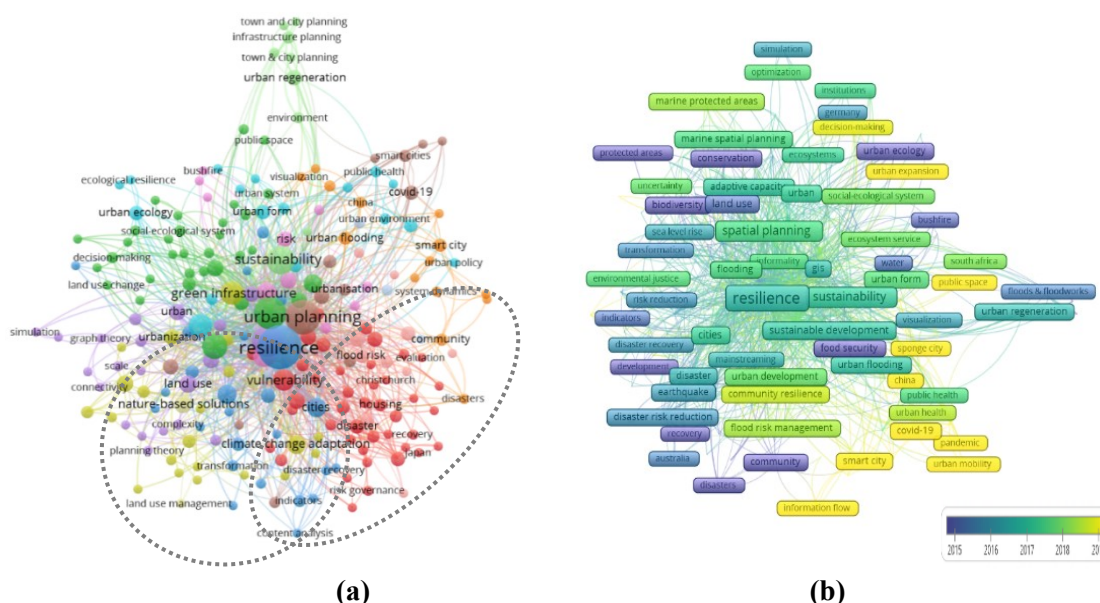 town and city planning
infrastructure planning
town & city planning
urban regeneration
environment
public space
smart cities
bushfire
visualization
public health
ecological resilience
urban system
covid-19
china
urban ecology
urban form
urban environment
social-ecological system
risk
urban flooding
smart city
decision-making
sustainability
urban policy
land use change
green infrastructure
urbanisation
system dynamics
urban
urban planning
simulation
graph theory
urbanization
resilience
community
scale
flood risk
evaluation
connectivity
land use
vulnerability
christchurch
nature-based solutions
cities
housing
disasters
complexity
disaster
planning theory
climate change adaptation
recovery
japan
transformation
disaster recovery
land use management
indicators
risk governance
content analysis
(a)
simulation
optimization
institutions
marine protected areas
germany
decision-making
marine spatial planning
protected areas
conservation
ecosystems
urban ecology
urban expansion
uncertainty
adaptive capacity
urban
social-ecological system
biodiversity
land use
bushfire
sea level rise
spatial planning
ecosystem service
transformation
informality
water
south africa
environmental justice
flooding
gis
urban form
public space
floods & floodworks
risk reduction
resilience
sustainability
urban regeneration
indicators
visualization
sustainable development
disaster recovery
cities
food security
sponge city
development
mainstreaming
urban flooding
disaster
urban development
china
earthquake
community resilience
public health
disaster risk reduction
urban health
recovery
flood risk management
covid-19
pandemic
australia
community
smart city
urban mobility
disasters
information flow
2015 2016 2017 2018
(b)